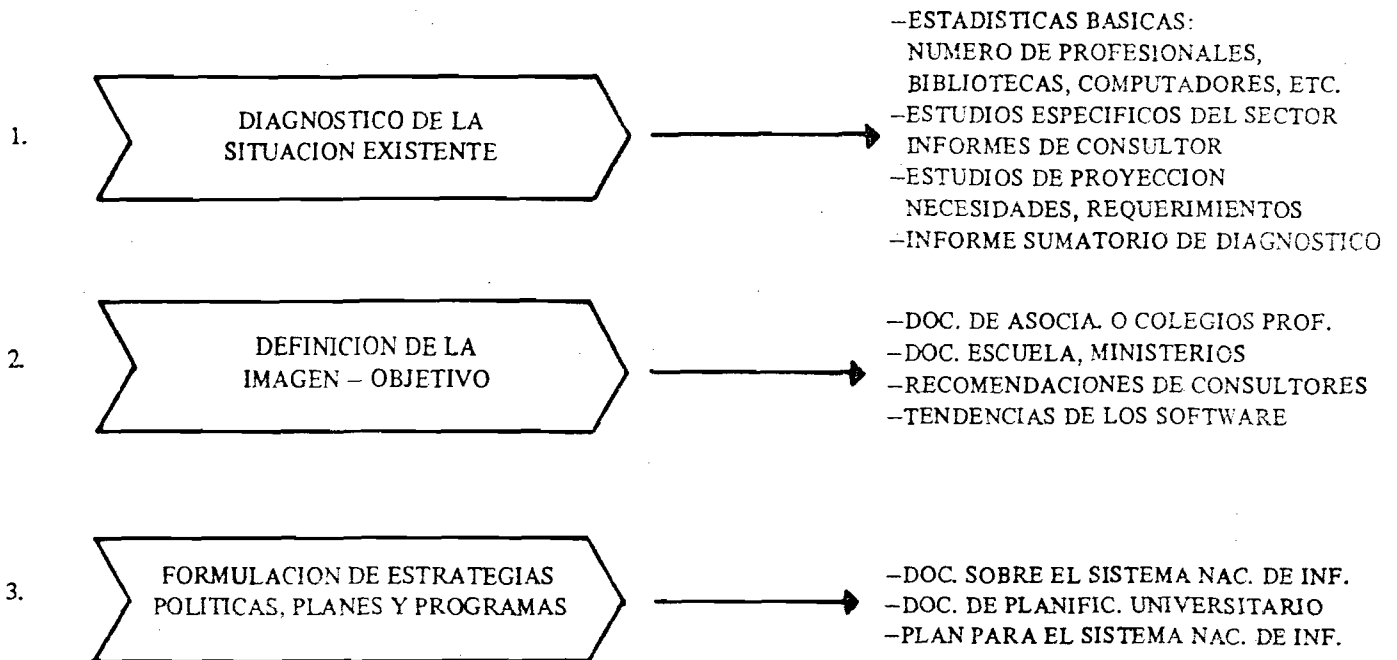 1.
DIAGNOSTICO DE LA
SITUACION EXISTENTE
–ESTADISTICAS BASICAS:
NUMERO DE PROFESIONALES,
BIBLIOTECAS, COMPUTADORES, ETC.
–ESTUDIOS ESPECIFICOS DEL SECTOR
INFORMES DE CONSULTOR
–ESTUDIOS DE PROYECCION
NECESIDADES, REQUERIMIENTOS
–INFORME SUMATORIO DE DIAGNOSTICO
2.
DEFINICION DE LA
IMAGEN – OBJETIVO
–DOC. DE ASOCIA. O COLEGIOS PROF.
–DOC. ESCUELA, MINISTERIOS
–RECOMENDACIONES DE CONSULTORES
–TENDENCIAS DE LOS SOFTWARE
3.
FORMULACION DE ESTRATEGIAS
POLITICAS, PLANES Y PROGRAMAS
–DOC. SOBRE EL SISTEMA NAC. DE INF.
–DOC. DE PLANIFIC. UNIVERSITARIO
–PLAN PARA EL SISTEMA NAC. DE INF.